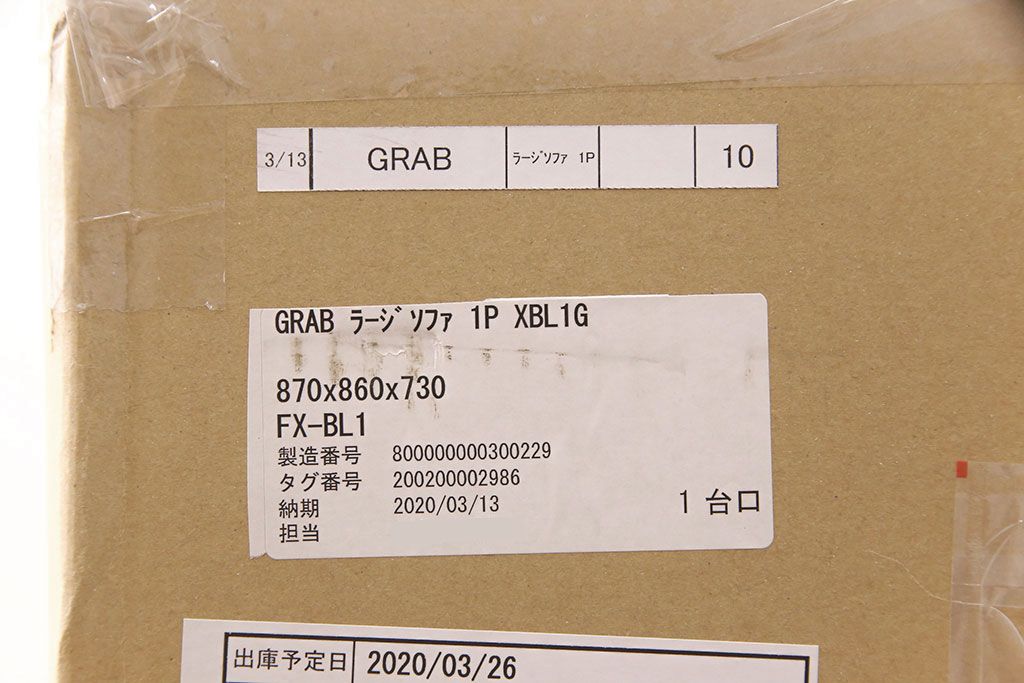 3/13 GRAB ﾗｰｼﾞｿﾌｧ 1P 10
GRAB ﾗｰｼﾞｿﾌｧ 1P XBL1G
870x860x730
FX-BL1
製造番号 800000000300229
タグ番号 200200002986
納期 2020/03/13
担当
1 台口
出庫予定日 2020/03/26